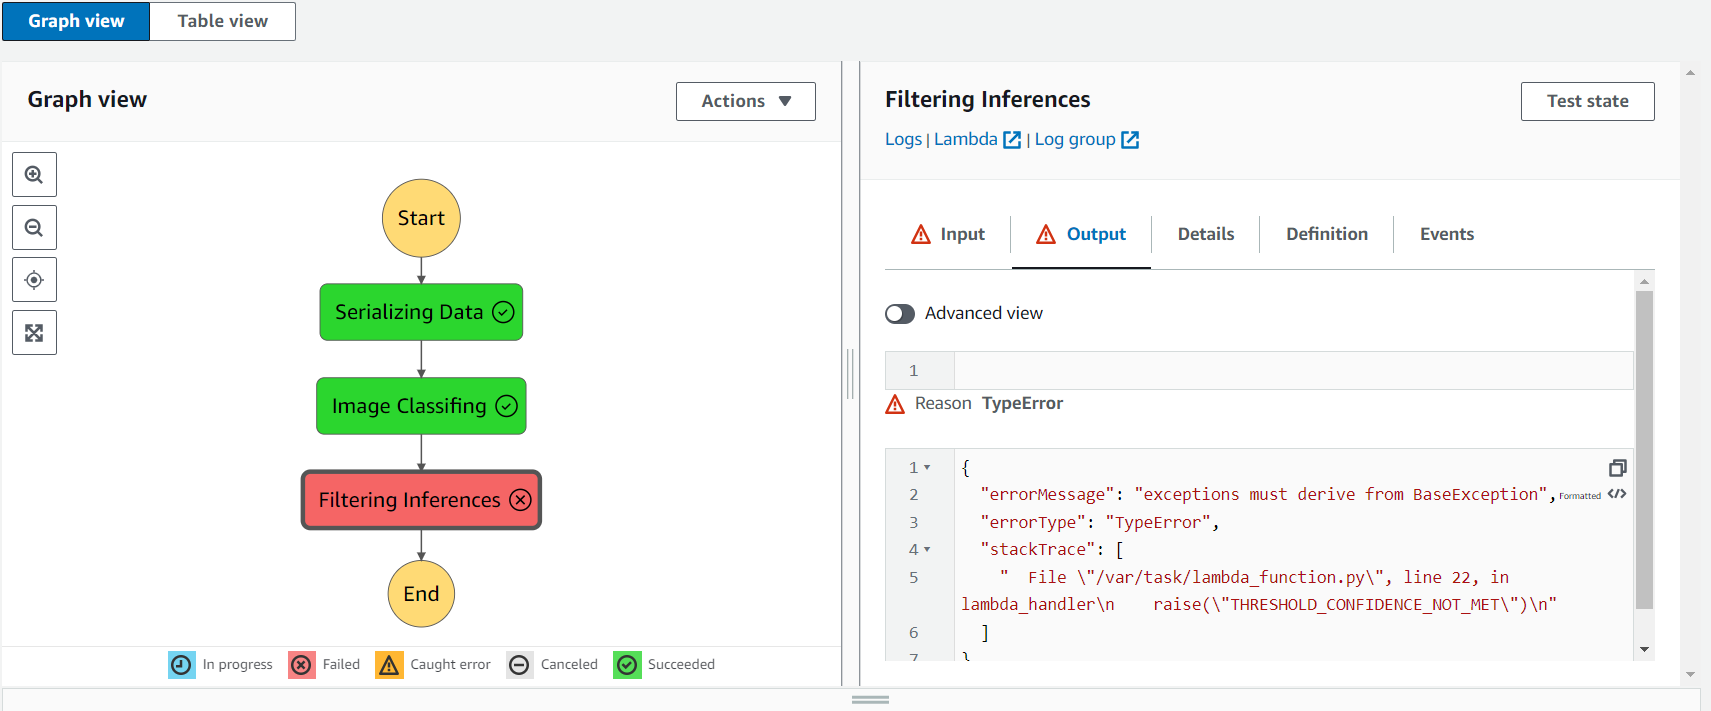 Graph view
Table view
Graph view
Actions
Start
Serializing Data
Image Classifing
Filtering Inferences
End
In progress
Failed
Caught error
Canceled
Succeeded
Filtering Inferences
Test state
Logs | Lambda | Log group
Input
Output
Details
Definition
Events
Advanced view
1
Reason TypeError
1 {
2 "errorMessage": "exceptions must derive from BaseException",
Formatted
3 "errorType": "TypeError",
4 "stackTrace": [
5 "  File \"/var/task/lambda_function.py\", line 22, in
lambda_handler\n    raise(\"THRESHOLD_CONFIDENCE_NOT_MET\")\n"
6 ]
7 }